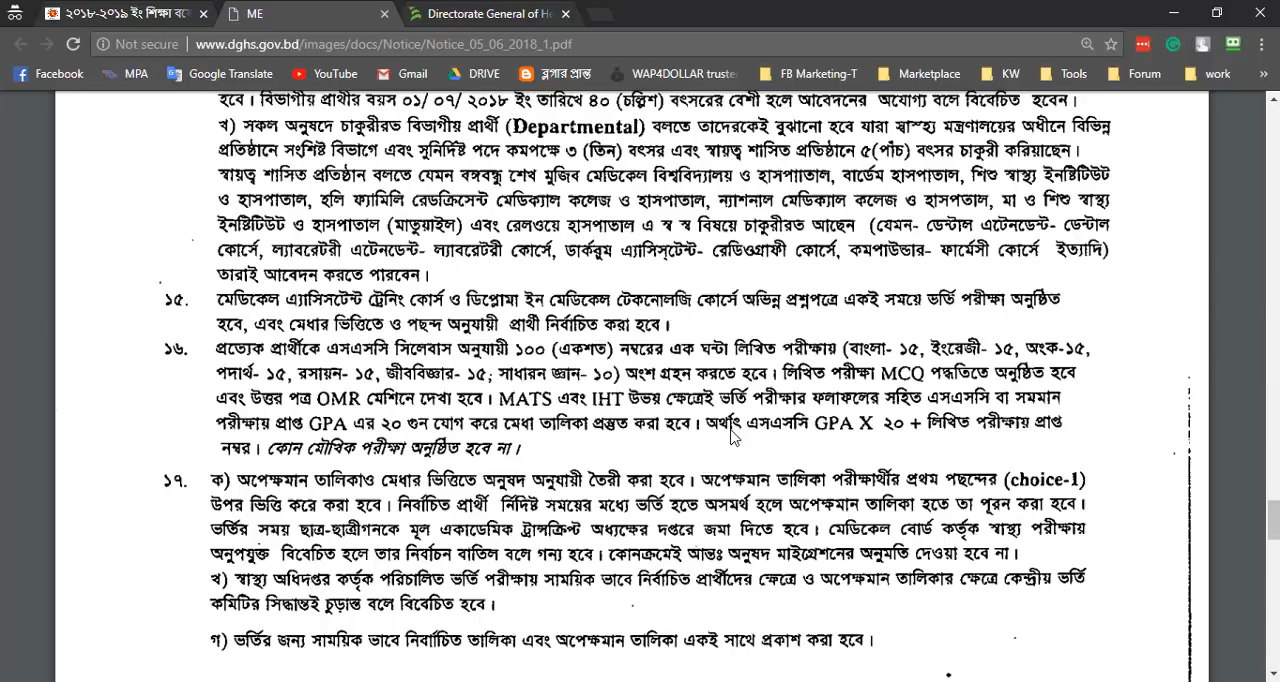 ২০১৮-২০১৯ ইং শিক্ষা বর্ষে
ME
Directorate General of He
Not secure
www.dghs.gov.bd/images/docs/Notice/Notice_05_06_2018_1.pdf
Facebook MPA Google Translate YouTube Gmail DRIVE ব্লগার প্রান্ত WAP4DOLLAR truste FB Marketing-T Marketplace KW Tools Forum work »
হবে। বিভাগীয় প্রার্থীর বয়স ০১/ ০৭/ ২০১৮ ইং তারিখে ৪০ (চল্লিশ) বৎসরের বেশী হলে আবেদনের অযোগ্য বলে বিবেচিত হবেন।
খ) সকল অনুষদে চাকুরীরত বিভাগীয় প্রার্থী (Departmental) বলতে তাদেরকেই বুঝানো হবে যারা স্বাস্হ্য মন্ত্রণালয়ের অধীনে বিভিন্ন
প্রতিষ্ঠানে সংশিষ্ট বিভাগে এবং সুনির্দিষ্ট পদে কমপক্ষে ৩ (তিন) বৎসর এবং স্বায়ত্ব শাসিত প্রতিষ্ঠানে ৫(পাঁচ) বৎসর চাকুরী করিয়াছেন।
স্বায়ত্ব শাসিত প্রতিষ্ঠান বলতে যেমন বঙ্গবন্ধু শেখ মুজিব মেডিকেল বিশ্ববিদ্যালয় ও হাসপাতাল, বার্ডেম হাসপাতাল, শিশু স্বাস্থ্য ইনষ্টিটিউট
ও হাসপাতাল, হলি ফ্যামিলি রেডক্রিসেন্ট মেডিক্যাল কলেজ ও হাসপাতাল, ন্যাশনাল মেডিক্যাল কলেজ ও হাসপতাল, মা ও শিশু স্বাস্থ্য
ইনষ্টিটিউট ও হাসপাতাল (মাতুয়াইল) এবং রেলওয়ে হাসপাতাল এ স্ব স্ব বিষয়ে চাকুরীরত আছেন (যেমন- ডেন্টাল এটেনডেন্ট- ডেন্টাল
কোর্সে, ল্যাবরেটরী এটেনডেন্ট- ল্যাবরেটরী কোর্সে, ডার্করুম এ্যাসিস্টেন্ট- রেডিওগ্রাফী কোর্সে, কমপাউন্ডার- ফার্মেসী কোর্সে ইত্যাদি)
তারাই আবেদন করতে পারবেন।
১৫. মেডিকেল এ্যাসিসটেন্ট ট্রেনিং কোর্স ও ডিপ্লোমা ইন মেডিকেল টেকনোলজি কোর্সে অভিন্ন প্রশ্নপত্রে একই সময়ে ভর্তি পরীক্ষা অনুষ্ঠিত
হবে, এবং মেধার ভিত্তিতে ও পছন্দ অনুযায়ী প্রার্থী নির্বাচিত করা হবে।
১৬. প্রত্যেক প্রার্থীকে এসএসসি সিলেবাস অনুযায়ী ১০০ (একশত) নম্বরের এক ঘন্টা লিখিত পরীক্ষায় (বাংলা- ১৫, ইংরেজী- ১৫, অংক-১৫,
পদার্থ- ১৫, রসায়ন- ১৫, জীববিজ্ঞার- ১৫; সাধারন জ্ঞান- ১০) অংশ গ্রহন করতে হবে। লিখিত পরীক্ষা MCQ পদ্ধতিতে অনুষ্ঠিত হবে
এবং উত্তর পত্র OMR মেশিনে দেখা হবে। MATS এবং IHT উভয় ক্ষেত্রেই ভর্তি পরীক্ষার ফলাফলের সহিত এসএসসি বা সমমান
পরীক্ষায় প্রাপ্ত GPA এর ২০ গুন যোগ করে মেধা তালিকা প্রস্তুত করা হবে। অর্থাৎ এসএসসি GPA X ২০ + লিখিত পরীক্ষায় প্রাপ্ত
নম্বর। কোন মৌখিক পরীক্ষা অনুষ্ঠিত হবে না।
১৭. ক) অপেক্ষমান তালিকাও মেধার ভিত্তিতে অনুষদ অনুযায়ী তৈরী করা হবে। অপেক্ষমান তালিকা পরীক্ষার্থীর প্রথম পছন্দের (choice-1)
উপর ভিত্তি করে করা হবে। নির্বাচিত প্রার্থী র্নিদিষ্ট সময়ের মধ্যে ভর্তি হতে অসমর্থ হলে অপেক্ষমান তালিকা হতে তা পূরন করা হবে।
ভর্তির সময় ছাত্র-ছাত্রীগনকে মূল একাডেমিক ট্রান্সক্রিপ্ট অধ্যক্ষের দপ্তরে জমা দিতে হবে। মেডিকেল বোর্ড কর্তৃক স্বাস্থ্য পরীক্ষায়
অনুপযুক্ত বিবেচিত হলে তার নির্বাচন বাতিল বলে গন্য হবে। কোনক্রমেই আন্তঃ অনুষদ মাইগ্রেশনের অনুমতি দেওয়া হবে না।
খ) স্বাস্থ্য অধিদপ্তর কর্তৃক পরিচালিত ভর্তি পরীক্ষায় সাময়িক ভাবে নির্বাচিত প্রার্থীদের ক্ষেত্রে ও অপেক্ষমান তালিকার ক্ষেত্রে কেন্দ্রীয় ভর্তি
কমিটির সিদ্ধান্তই চুড়ান্ত বলে বিবেচিত হবে।
গ) ভর্তির জন্য সাময়িক ভাবে নির্বাচিত তালিকা এবং অপেক্ষমান তালিকা একই সাথে প্রকাশ করা হবে।